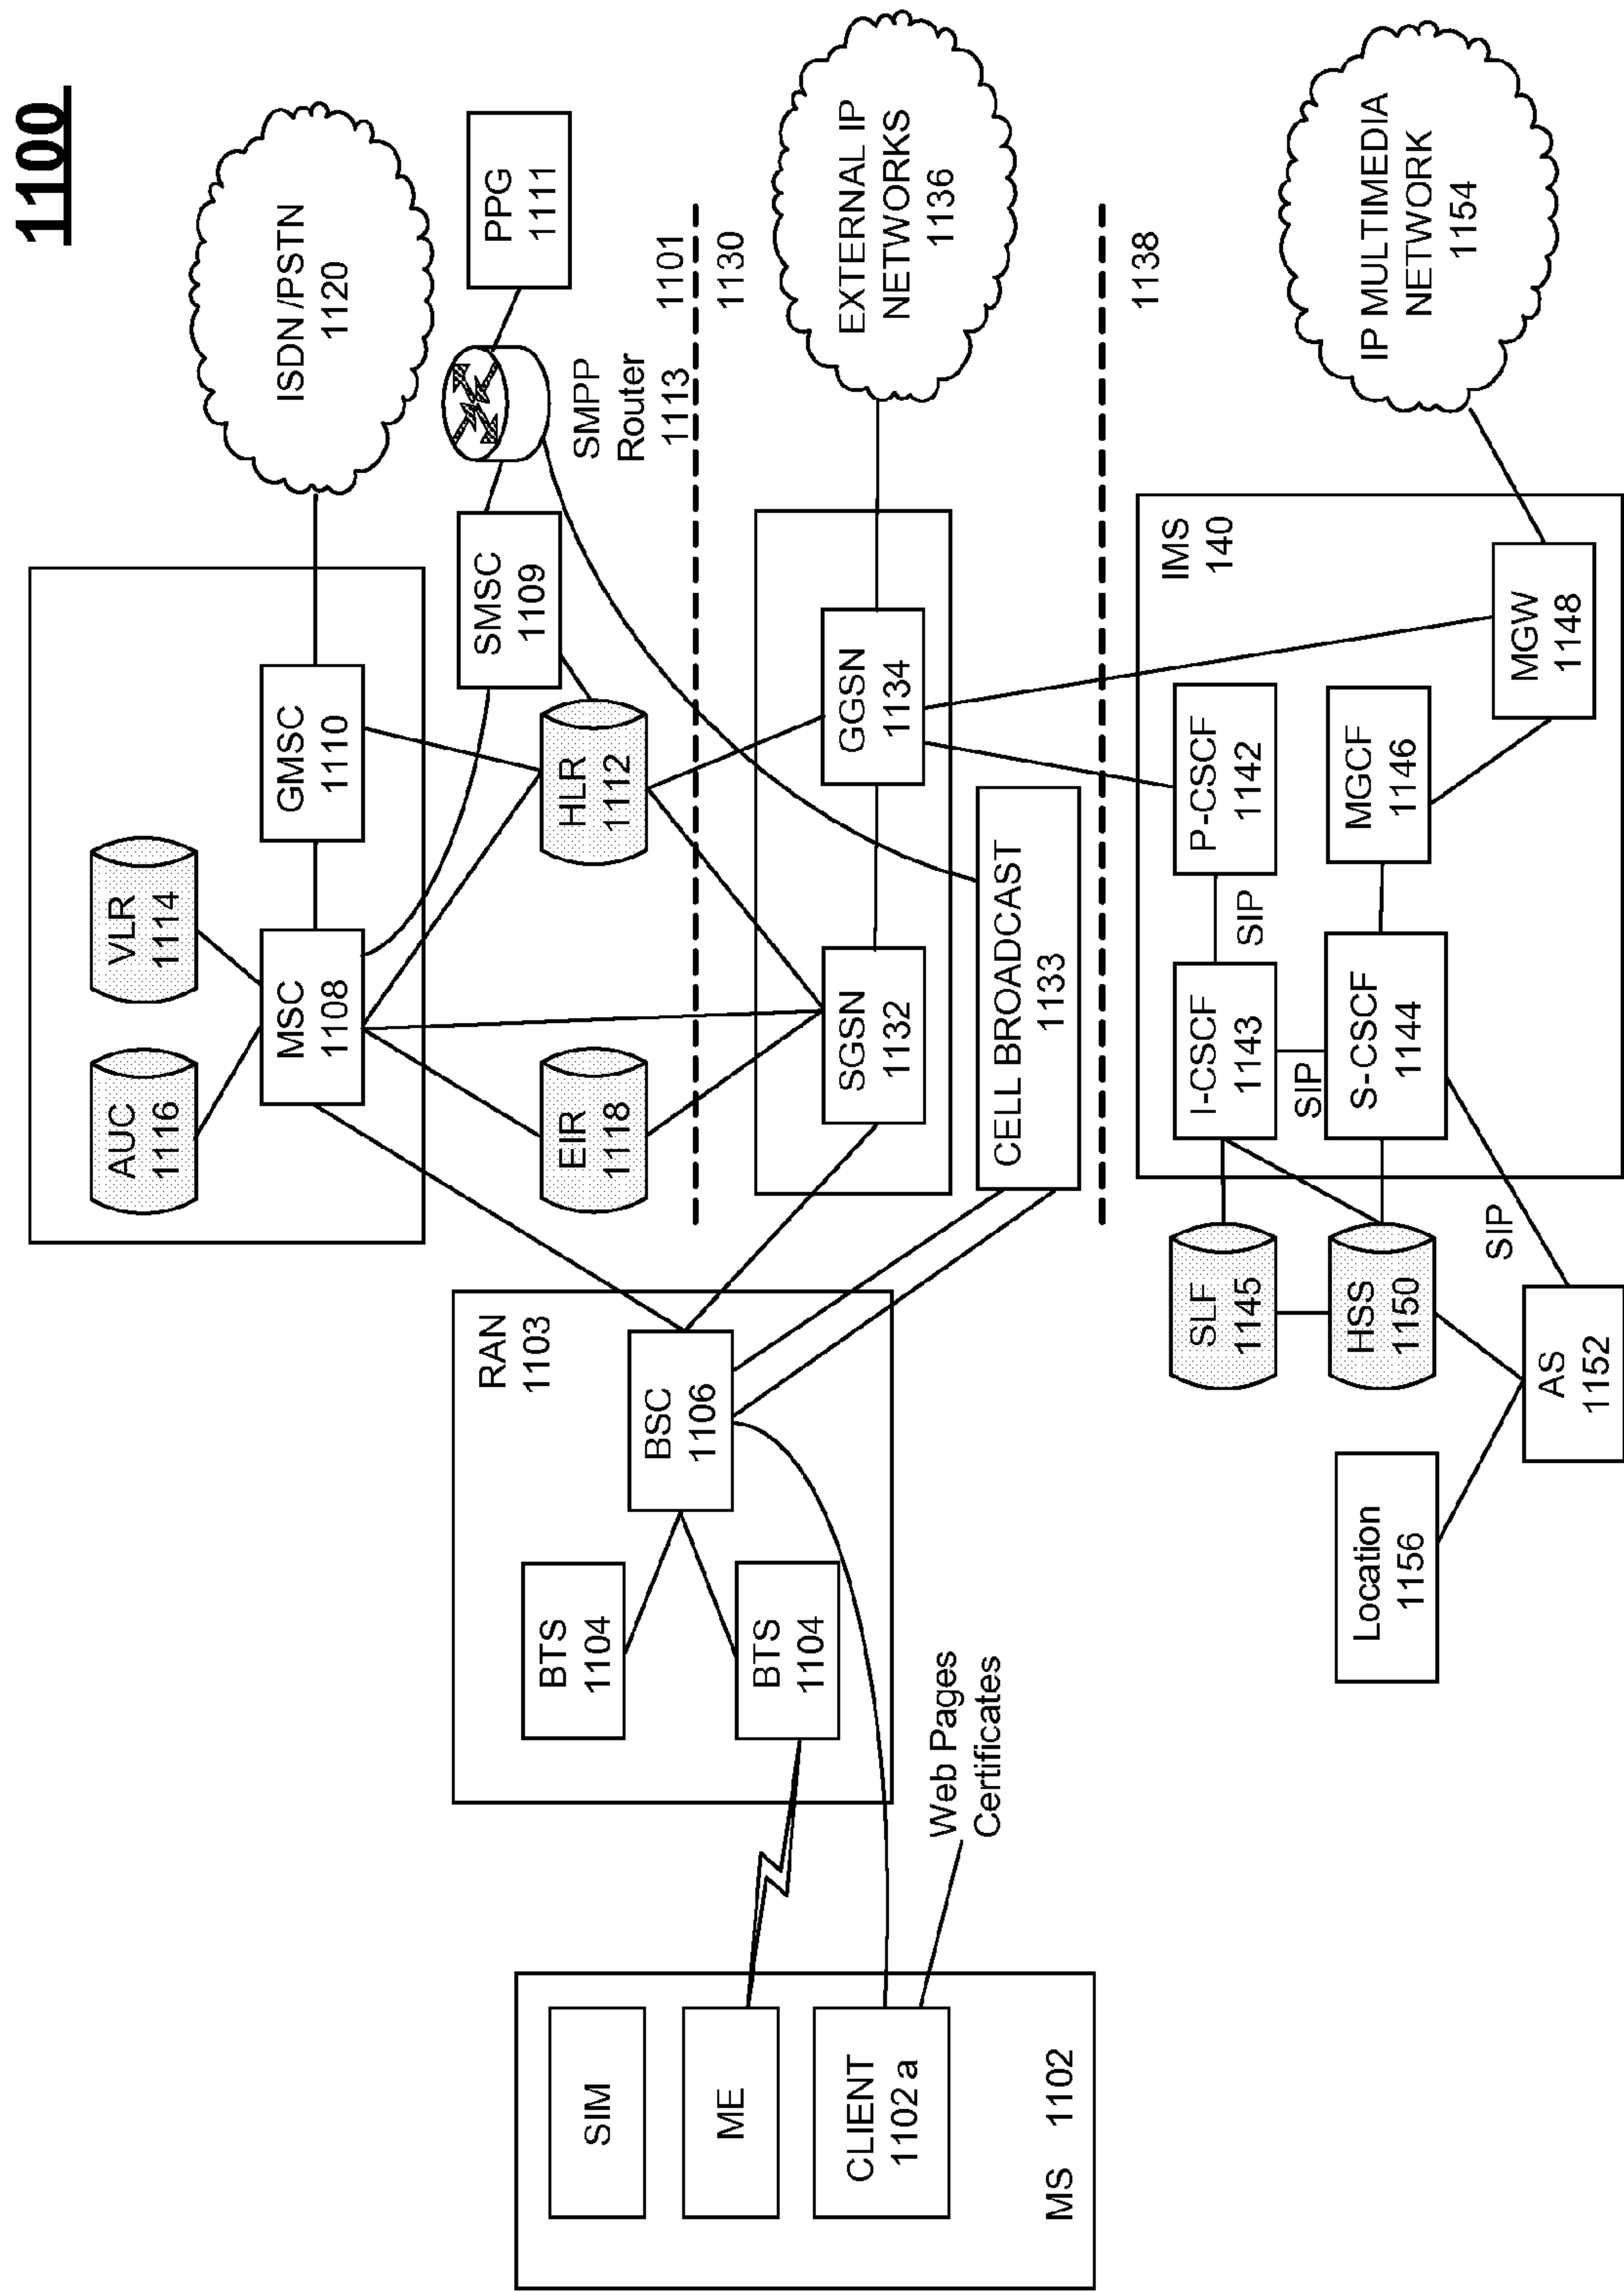 1100
AUC
1116
VLR
1114
MSC
1108
GMSC
1110
ISDN/PSTN
1120
SMSC
1109
PPG
1111
SMPP
Router
1113
EIR
1118
HLR
1112
1101
1130
RAN
1103
BTS
1104
BTS
1104
BSC
1106
SIM
ME
CLIENT
1102a
MS 1102
Web Pages
Certificates
SGSN
1132
GGSN
1134
EXTERNAL IP
NETWORKS
1136
CELL BROADCAST
1133
1138
IMS
140
SLF
1145
I-CSCF
1143
SIP
P-CSCF
1142
SIP
HSS
1150
S-CSCF
1144
MGCF
1146
MGW
1148
IP MULTIMEDIA
NETWORK
1154
SIP
Location
1156
AS
1152